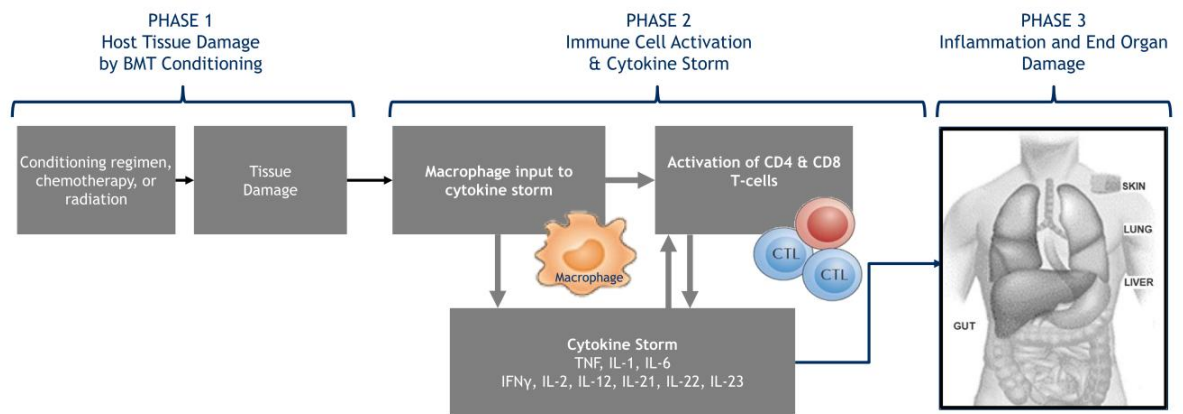 PHASE 1
Host Tissue Damage
by BMT Conditioning
PHASE 2
Immune Cell Activation
& Cytokine Storm
PHASE 3
Inflammation and End Organ
Damage
Conditioning regimen,
chemotherapy, or
radiation
Tissue
Damage
Macrophage input to
cytokine storm
Activation of CD4 & CD8
T-cells
Macrophage
CTL
CTL
Cytokine Storm
TNF, IL-1, IL-6
IFNγ, IL-2, IL-12, IL-21, IL-22, IL-23
SKIN
LUNG
LIVER
GUT